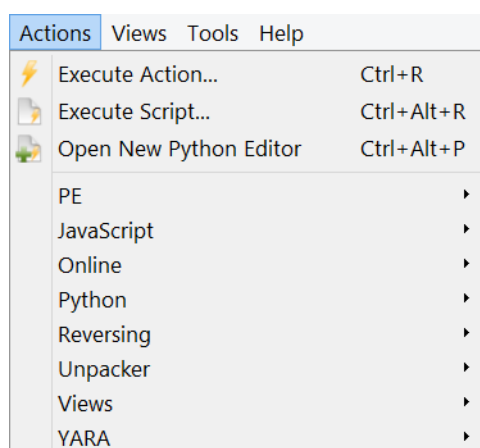 Actions Views Tools Help
Execute Action... Ctrl+R
Execute Script... Ctrl+Alt+R
Open New Python Editor Ctrl+Alt+P
PE
JavaScript
Online
Python
Reversing
Unpacker
Views
YARA